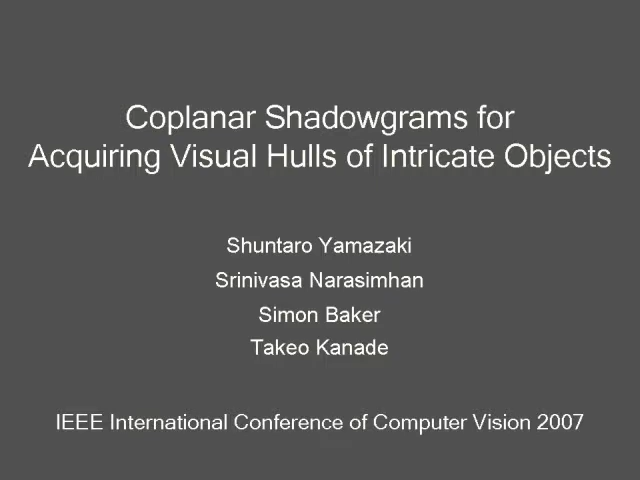 Coplanar Shadowgrams for
Acquiring Visual Hulls of Intricate Objects
Shuntaro Yamazaki
Srinivasa Narasimhan
Simon Baker
Takeo Kanade
IEEE International Conference of Computer Vision 2007